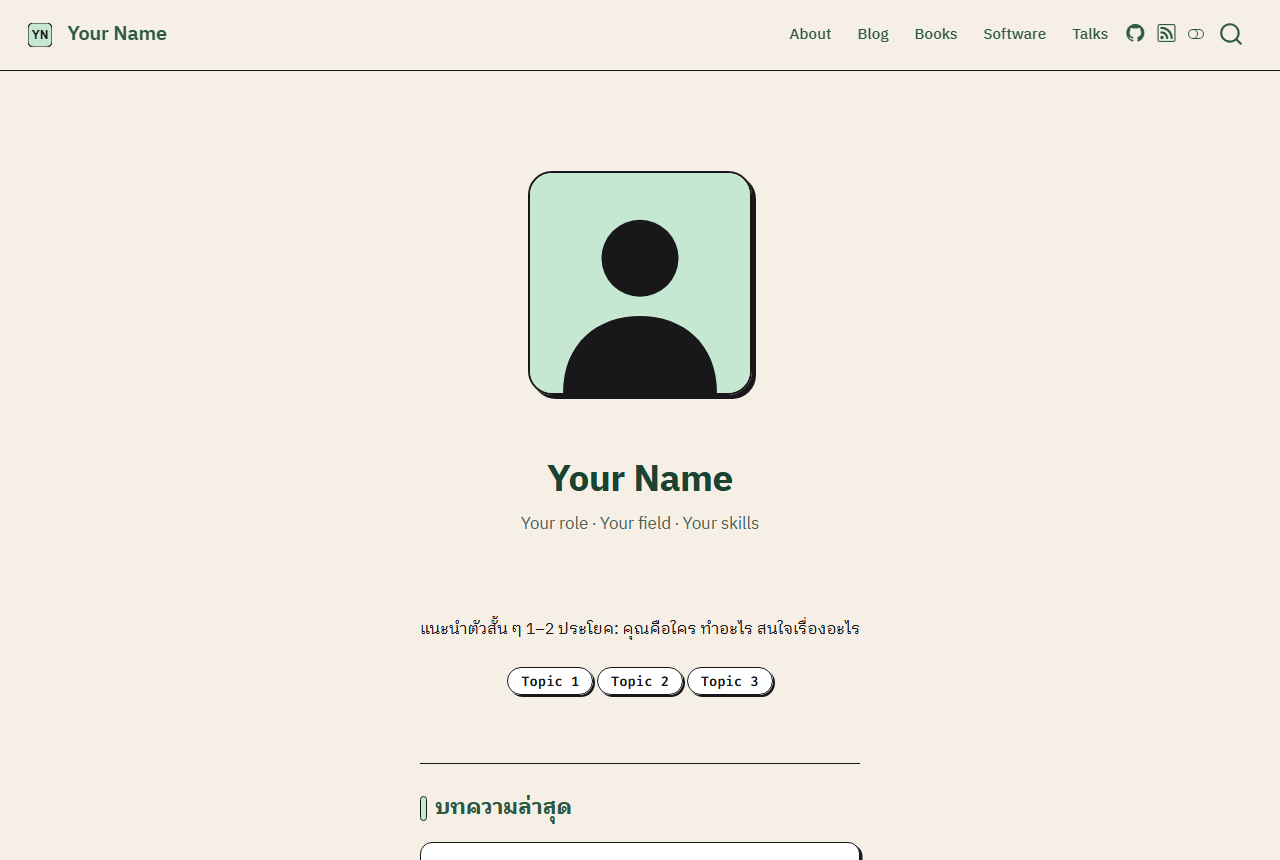 YN Your Name About Blog Books Software Talks
Your Name
Your role · Your field · Your skills
แนะนำตัวสั้น ๆ 1–2 ประโยค: คุณคือใคร ทำอะไร สนใจเรื่องอะไร
Topic 1 Topic 2 Topic 3
บทความล่าสุด